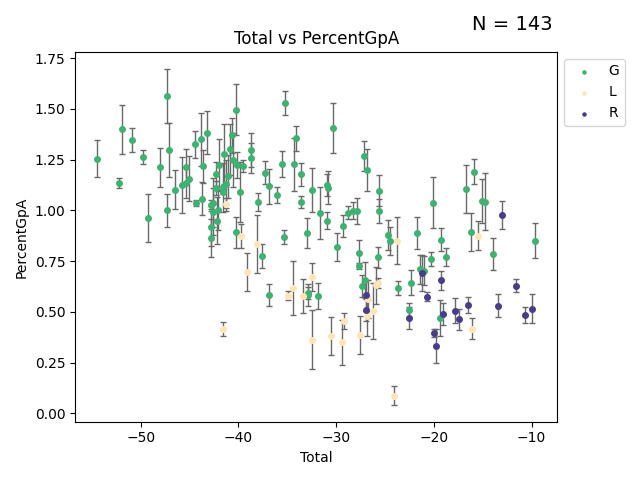 N = 143
Total vs PercentGpA
G
L
R
PercentGpA
1.75
1.50
1.25
1.00
0.75
0.50
0.25
0.00
−50
−40
−30
−20
−10
Total